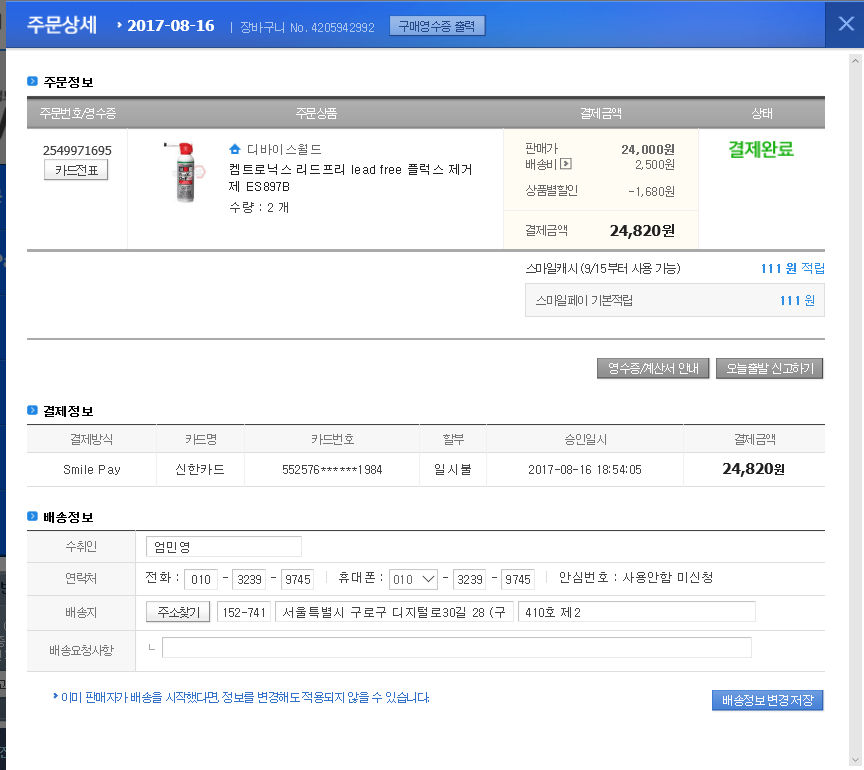 주문상세 2017-08-16 | 장바구니 No. 4205942992 구매영수증 출력
주문정보
주문번호/영수증 주문상품 결제금액 상태
2549971695
카드전표
디바이스월드
켐트로닉스 리드프리 lead free 플럭스 제거
제 ES897B
수량 : 2 개
판매가 24,000원
배송비 2,500원
상품별할인 -1,680원
결제금액 24,820원
결제완료
스마일캐시 (9/15부터 사용 가능) 111 원 적립
스마일페이 기본적립 111 원
영수증/계산서 안내 오늘출발 신고하기
결제정보
결제방식 카드명 카드번호 할부 승인일시 결제금액
Smile Pay 신한카드 552576******1984 일시불 2017-08-16 18:54:05 24,820원
배송정보
수취인 엄민영
연락처 전화 : 010 - 3239 - 9745 | 휴대폰 : 010 - 3239 - 9745 | 안심번호 : 사용안함 미신청
배송지 주소찾기 152-741 서울특별시 구로구 디지털로30길 28 (구 410호 제2
배송요청사항
이미 판매자가 배송을 시작했다면, 정보를 변경해도 적용되지 않을 수 있습니다.
배송정보 변경 저장